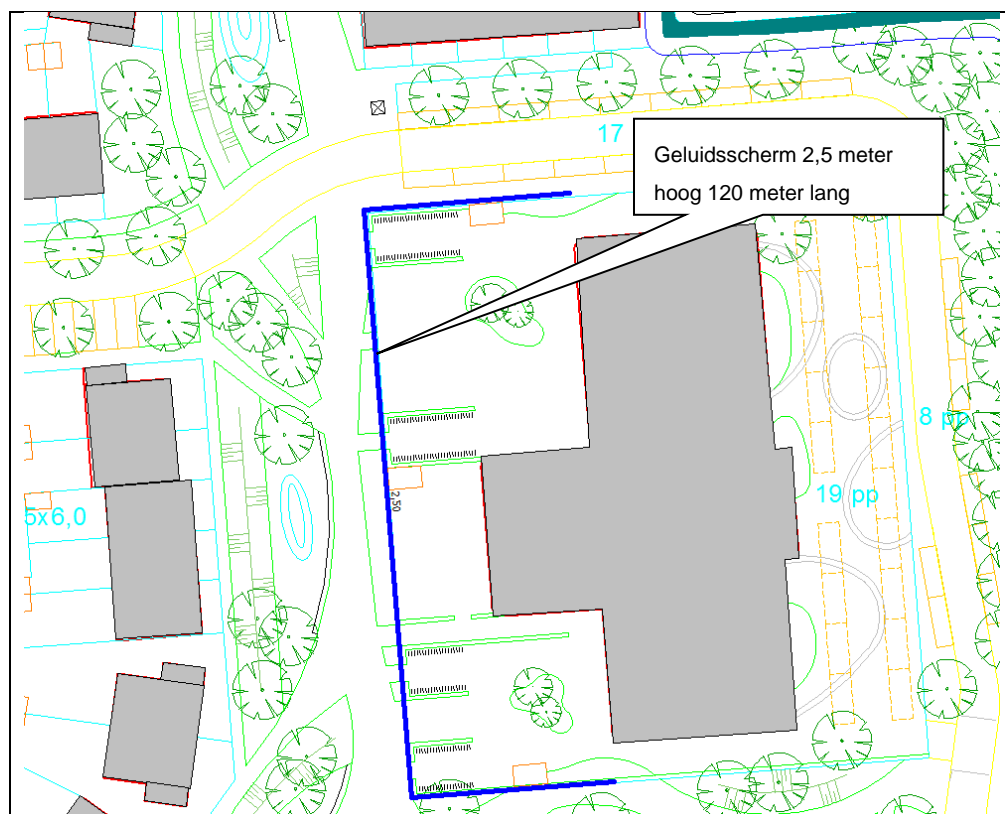 17
Geluidsscherm 2,5 meter
hoog 120 meter lang
8 pp
19 pp
2,50
5x6,0